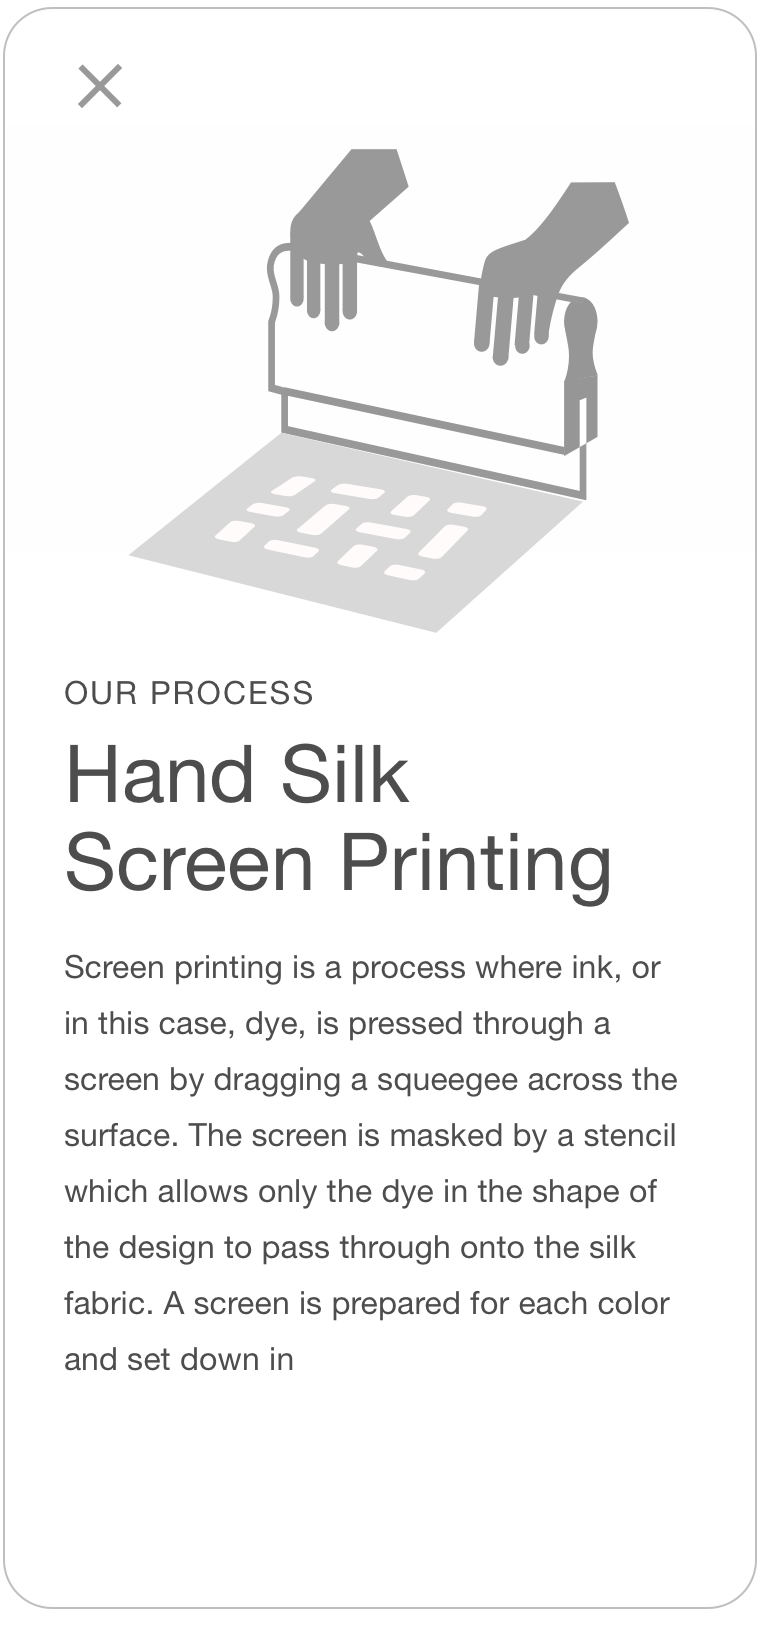 OUR PROCESS
Hand Silk
Screen Printing
Screen printing is a process where ink, or
in this case, dye, is pressed through a
screen by dragging a squeegee across the
surface. The screen is masked by a stencil
which allows only the dye in the shape of
the design to pass through onto the silk
fabric. A screen is prepared for each color
and set down in